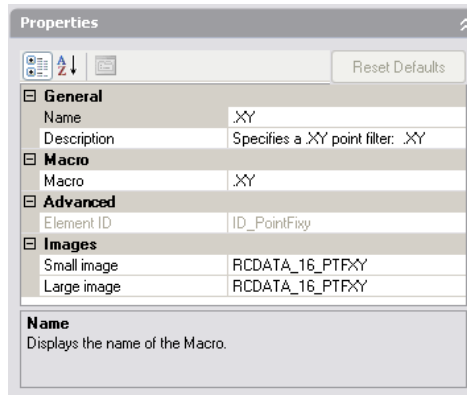 Properties
Reset Defaults
General
Name .XY
Description Specifies a .XY point filter: .XY
Macro
Macro .XY
Advanced
Element ID ID_PointFixy
Images
Small image RCDATA_16_PTFXY
Large image RCDATA_16_PTFXY
Name
Displays the name of the Macro.